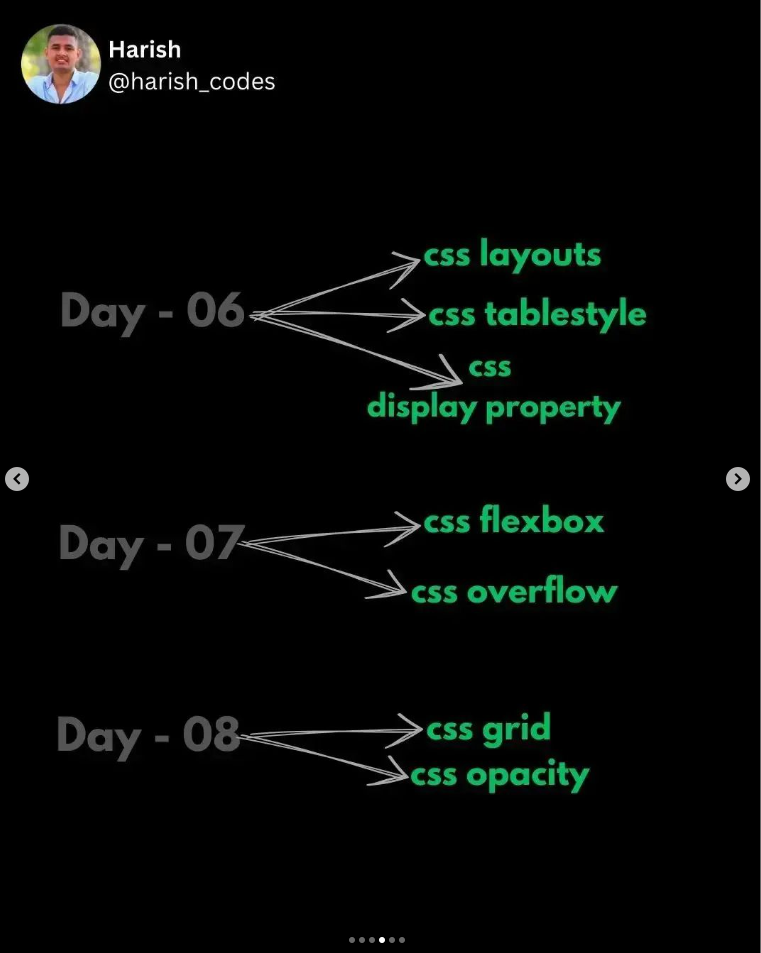 Harish
@harish_codes
Day - 06
css layouts
css tablestyle
css
display property
Day - 07
css flexbox
css overflow
Day - 08
css grid
css opacity